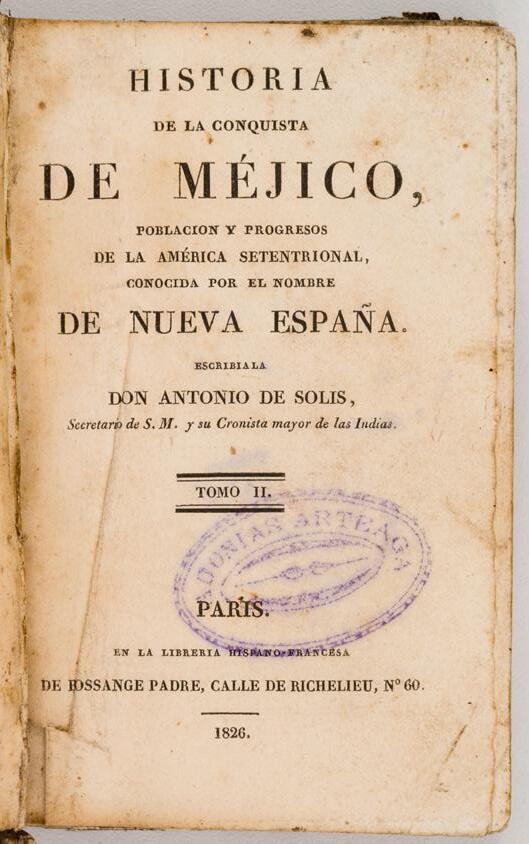 HISTORIA
DE LA CONQUISTA
DE MÉJICO,
POBLACION Y PROGRESOS
DE LA AMÉRICA SETENTRIONAL,
CONOCIDA POR EL NOMBRE
DE NUEVA ESPAÑA.
ESCRIBIALA
DON ANTONIO DE SOLIS,
Secretario de S. M. y su Cronista mayor de las Indias.
TOMO II.
ADONIAS ARTEAGA
PARIS.
EN LA LIBRERIA HISPANO-FRANCESA
DE BOSSANGE PADRE, CALLE DE RICHELIEU, Nº 60.
1826.